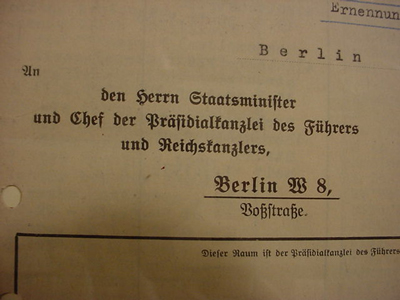 Ernennun
Berlin
An
den Herrn Staatsminister
und Chef der Präsidialkanzlei des Führers
und Reichskanzlers,
Berlin W 8,
Voßstraße.
Dieser Raum ist der Präsidialkanzlei des Führers